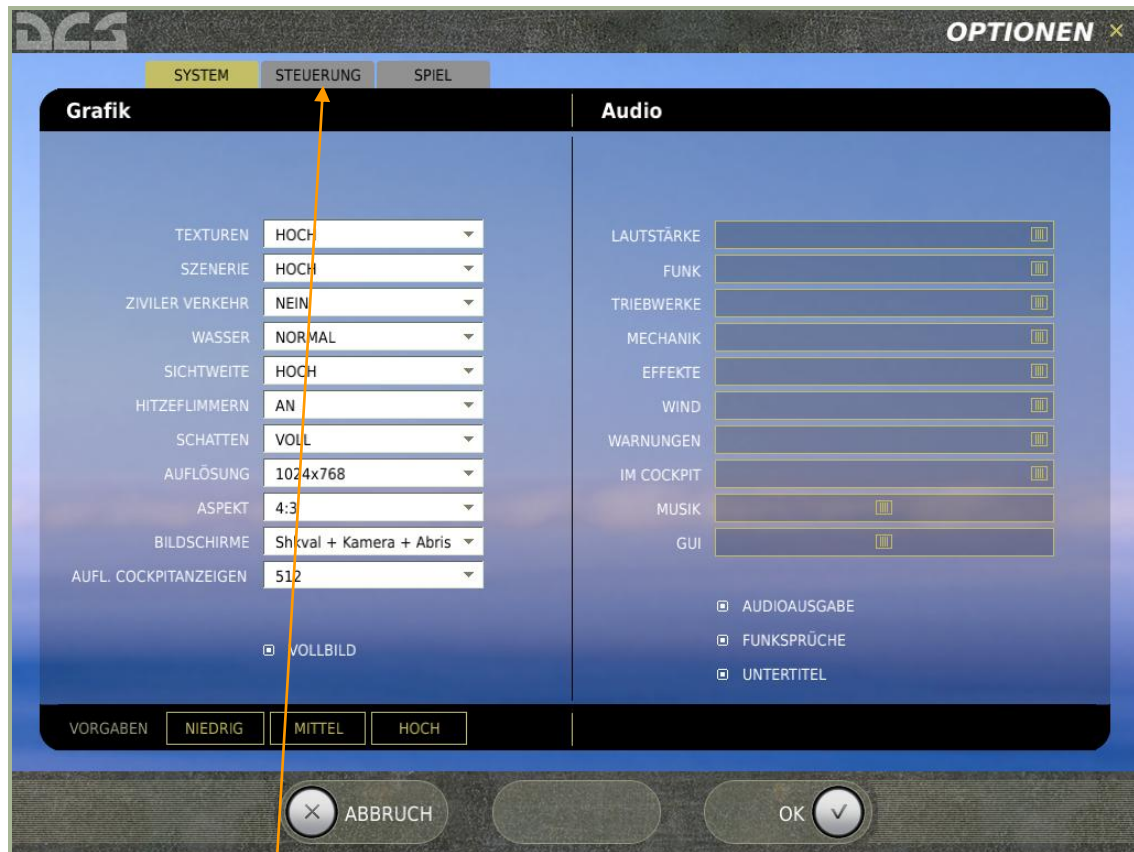 DCS
OPTIONEN
SYSTEM STEUERUNG SPIEL
Grafik
Audio
TEXTUREN HOCH
SZENERIE HOCH
ZIVILER VERKEHR NEIN
WASSER NORMAL
SICHTWEITE HOCH
HITZEFLIMMERN AN
SCHATTEN VOLL
AUFLÖSUNG 1024x768
ASPEKT 4:3
BILDSCHIRME Shkval + Kamera + Abris
AUFL. COCKPITANZEIGEN 512
VOLLBILD
LAUTSTÄRKE
FUNK
TRIEBWERKE
MECHANIK
EFFEKTE
WIND
WARNUNGEN
IM COCKPIT
MUSIK
GUI
AUDIOAUSGABE
FUNKSPRÜCHE
UNTERTITEL
VORGABEN NIEDRIG MITTEL HOCH
ABBRUCH
OK